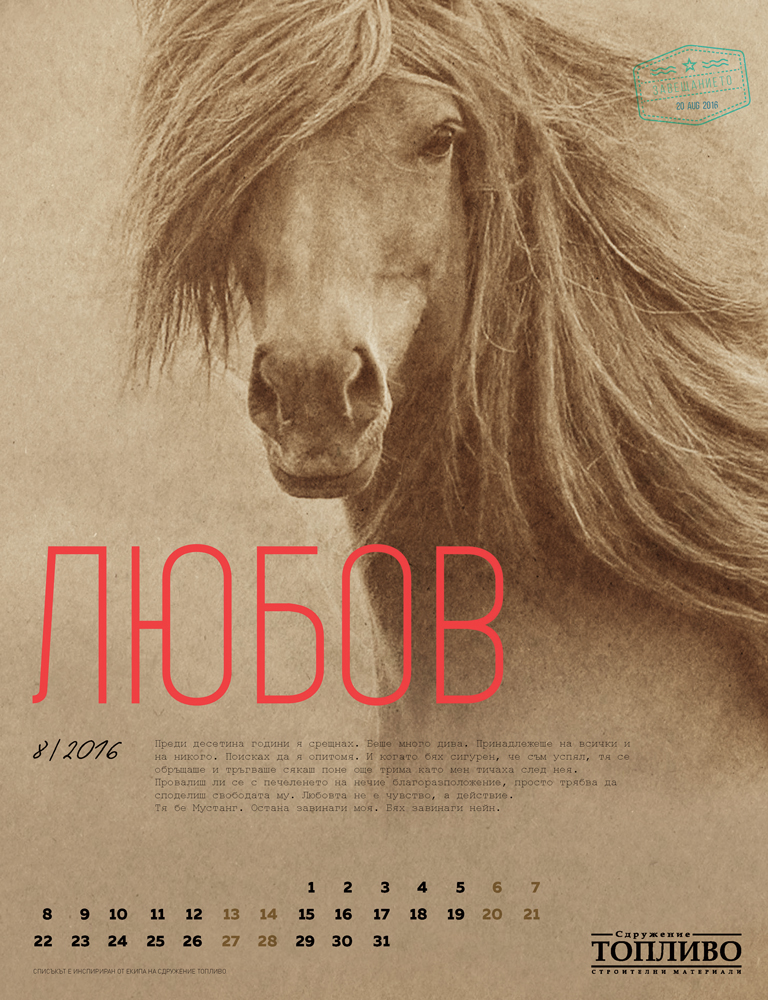 ЗАВЕЩАНИЕТО
20 AUG 2016
ЛЮБОВ
8/2016
Преди десетина години я срещнах. Беше много дива. Принадлежеше на всички и
на никого. Поисках да я опитомя. И когато бях сигурен, че съм успял, тя се
обръщаше и тръгваше сякаш поне още трима като мен тичаха след нея.
Провалиш ли се с печеленето на нечие благоразположение, просто трябва да
споделиш свободата му. Любовта не е чувство, а действие.
Тя бе Мустанг. Остана завинаги моя. Бях завинаги неин.
1 2 3 4 5 6 7
8 9 10 11 12 13 14 15 16 17 18 19 20 21
22 23 24 25 26 27 28 29 30 31
СПИСЪКЪТ Е ИНСПИРИРАН ОТ ЕКИПА НА СДРУЖЕНИЕ ТОПЛИВО
Сдружение
ТОПЛИВО
СТРОИТЕЛНИ МАТЕРИАЛИ